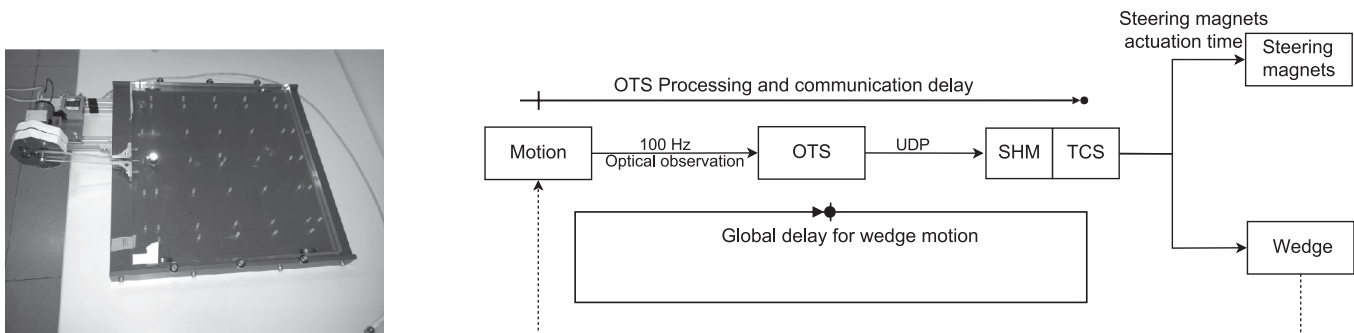 Steering magnets
actuation time
Steering
magnets
OTS Processing and communication delay
Motion
100 Hz
Optical observation
OTS
UDP
SHM
TCS
Global delay for wedge motion
Wedge